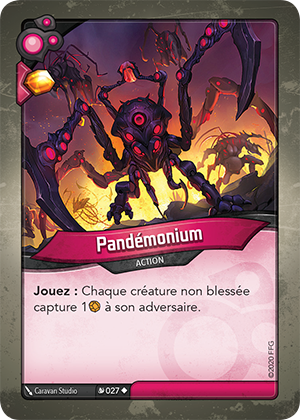 Pandémonium
ACTION
Jouez : Chaque créature non blessée
capture 1 à son adversaire.
©2020 FFG
Caravan Studio
027